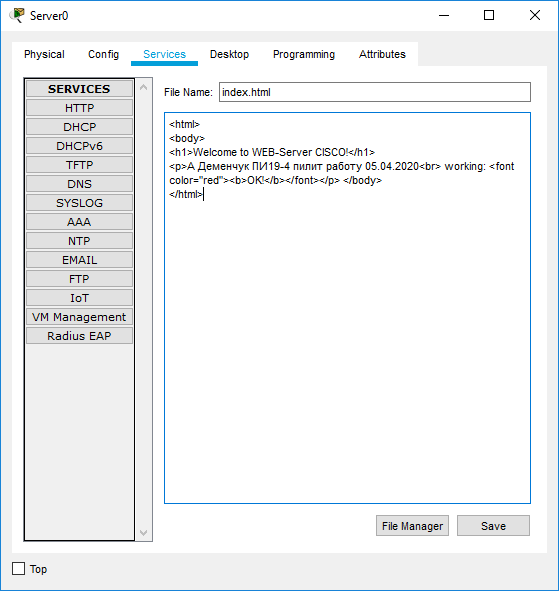 Server0
Physical Config Services Desktop Programming Attributes
SERVICES
HTTP
DHCP
DHCPv6
TFTP
DNS
SYSLOG
AAA
NTP
EMAIL
FTP
IoT
VM Management
Radius EAP
File Name: index.html
<html>
<body>
<h1>Welcome to WEB-Server CISCO!</h1>
<p>А Деменчук ПИ19-4 пилит работу 05.04.2020<br> working: <font
color="red"><b>OK!</b></font></p> </body>
</html>
File Manager Save
Top